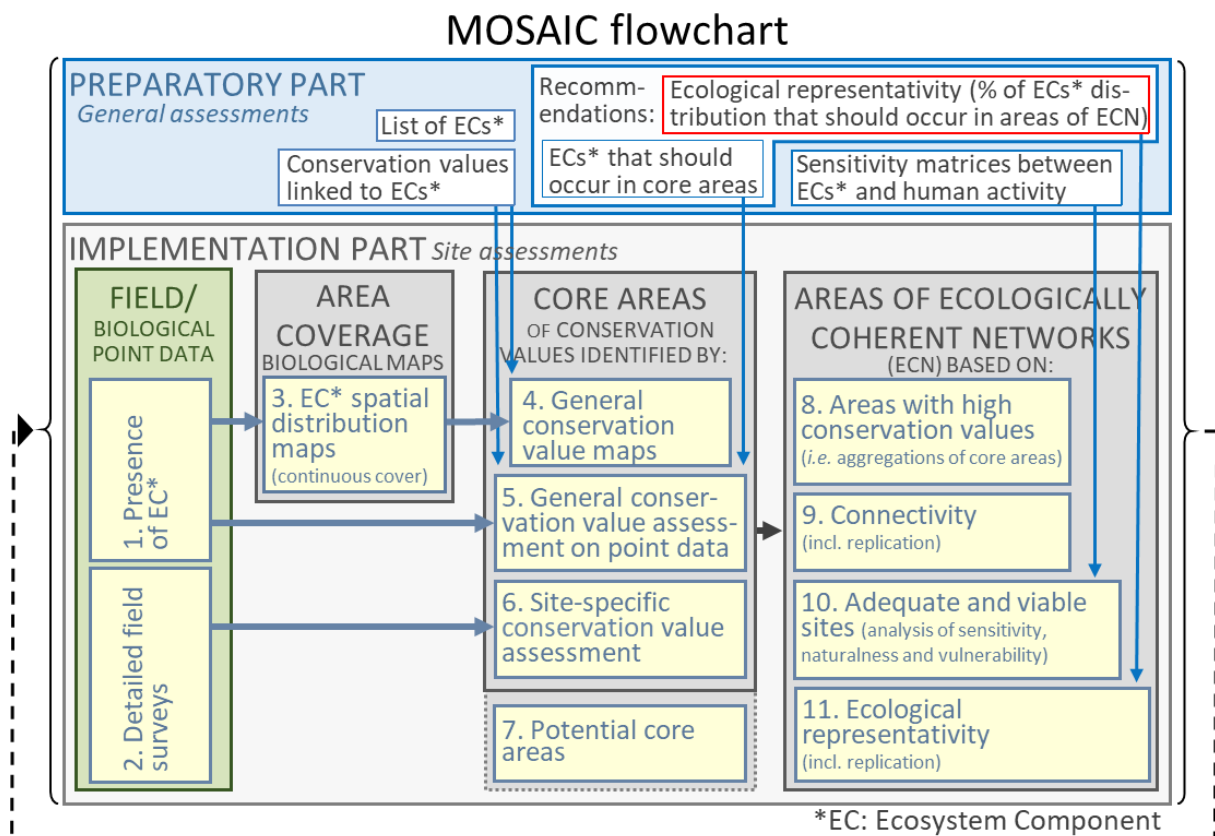 MOSAIC flowchart
PREPARATORY PART
General assessments
List of ECs*
Conservation values
linked to ECs*
Recomm-
endations:
Ecological representativity (% of ECs* dis-
tribution that should occur in areas of ECN)
ECs* that should
occur in core areas
Sensitivity matrices between
ECs* and human activity
IMPLEMENTATION PART Site assessments
FIELD/
BIOLOGICAL
POINT DATA
1. Presence
of EC*
2. Detailed field
surveys
AREA
COVERAGE
BIOLOGICAL MAPS
3. EC* spatial
distribution
maps
(continuous cover)
CORE AREAS
OF CONSERVATION
VALUES IDENTIFIED BY:
4. General
conservation
value maps
5. General conser-
vation value assess-
ment on point data
6. Site-specific
conservation value
assessment
7. Potential core
areas
AREAS OF ECOLOGICALLY
COHERENT NETWORKS
(ECN) BASED ON:
8. Areas with high
conservation values
(i.e. aggregations of core areas)
9. Connectivity
(incl. replication)
10. Adequate and viable
sites (analysis of sensitivity,
naturalness and vulnerability)
11. Ecological
representativity
(incl. replication)
*EC: Ecosystem Component